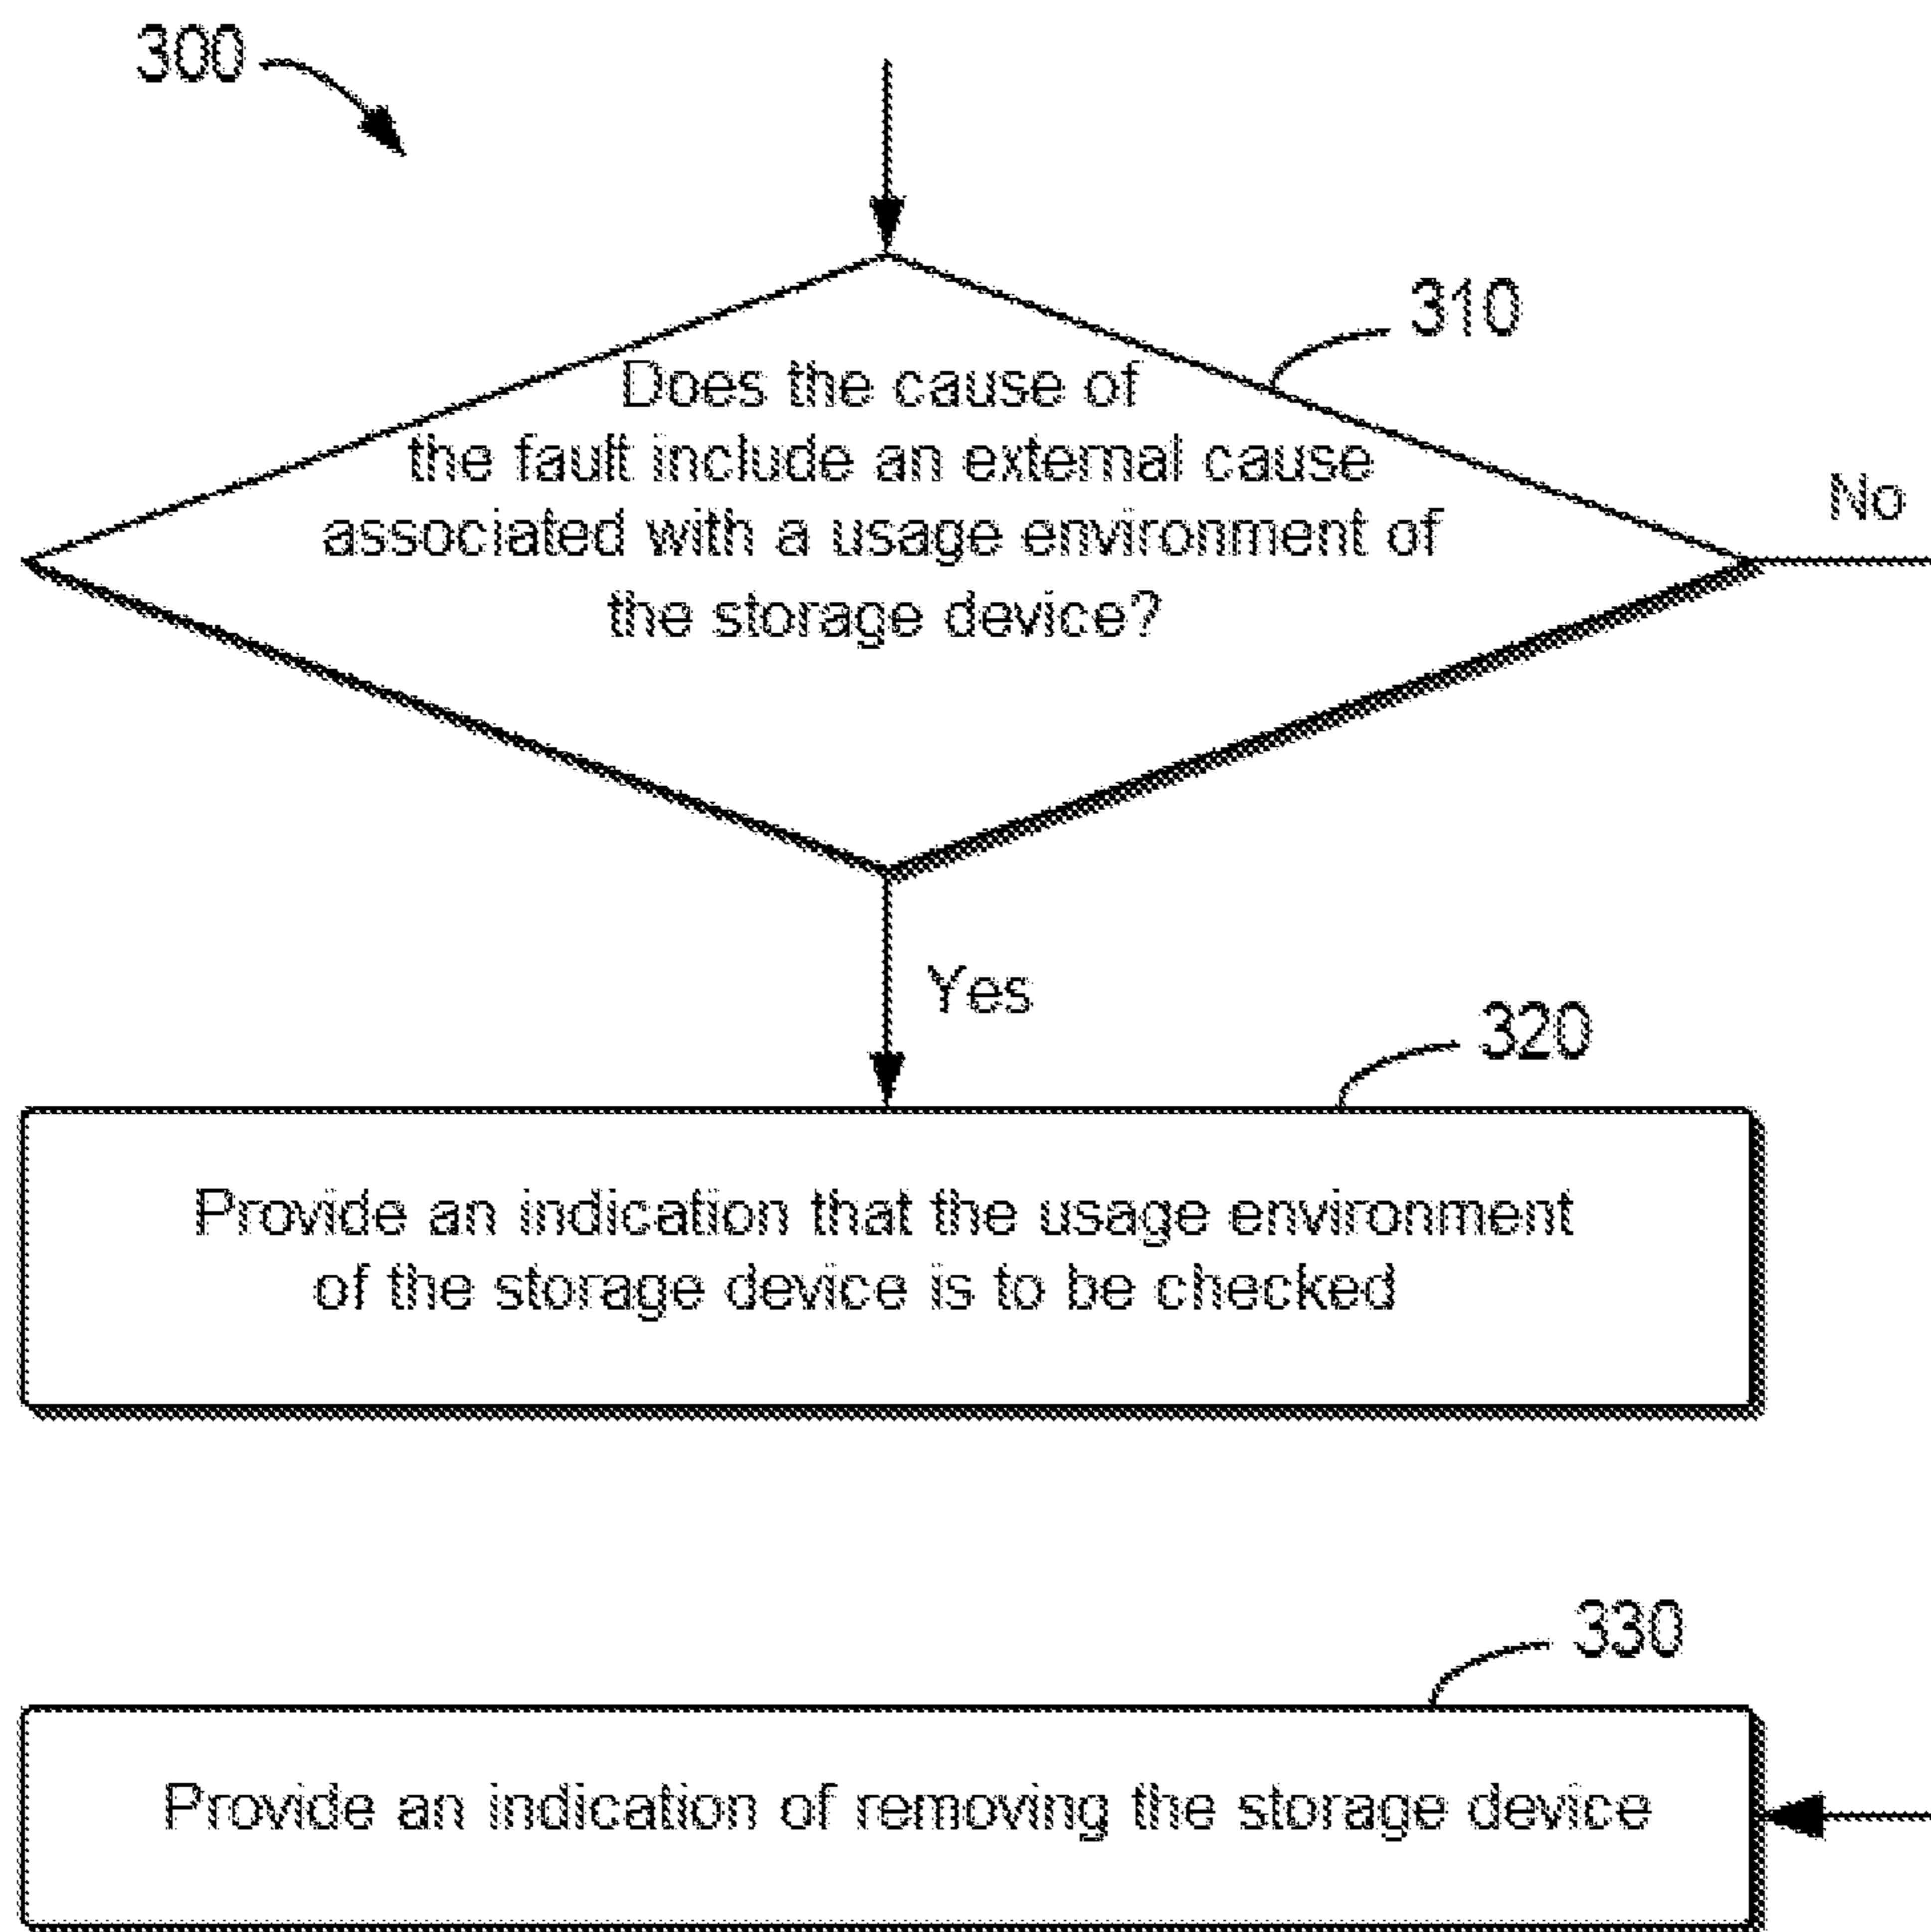 300
310
Does the cause of
the fault include an external cause
associated with a usage environment of
the storage device?
No
Yes
320
Provide an indication that the usage environment
of the storage device is to be checked
330
Provide an indication of removing the storage device